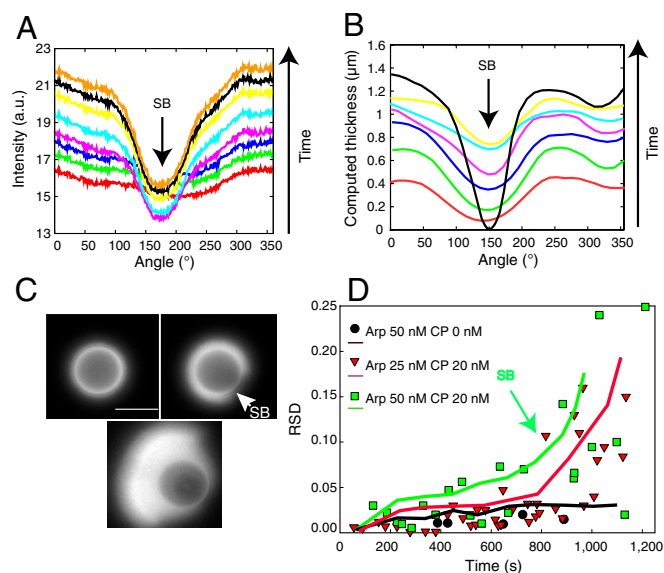 A
23
22
21
19
18
17
16
14
13
Intensity (a.u.)
0
50
100
150
200
250
300
350
Angle (°)
SB
Time
B
1.6
1.4
1.2
1
0.8
0.6
0.4
0.2
0
Computed thickness (μm)
0
50
100
150
200
250
300
350
Angle (°)
SB
Time
C
SB
D
0.25
0.20
0.15
0.10
0.05
0.00
RSD
Arp 50 nM CP 0 nM
Arp 25 nM CP 20 nM
Arp 50 nM CP 20 nM
SB
0
200
400
600
800
1,000
1,200
Time (s)